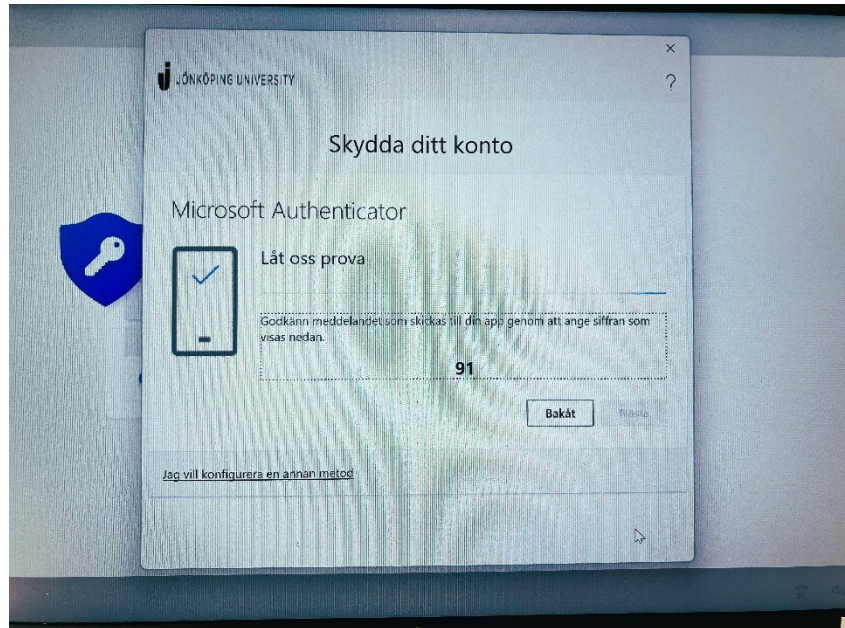 JÖNKÖPING UNIVERSITY
?
Skydda ditt konto
Microsoft Authenticator
Låt oss prova
Godkänn meddelandet som skickas till din app genom att ange siffran som
visas nedan.
91
Bakåt
Nästa
Jag vill konfigurera en annan metod